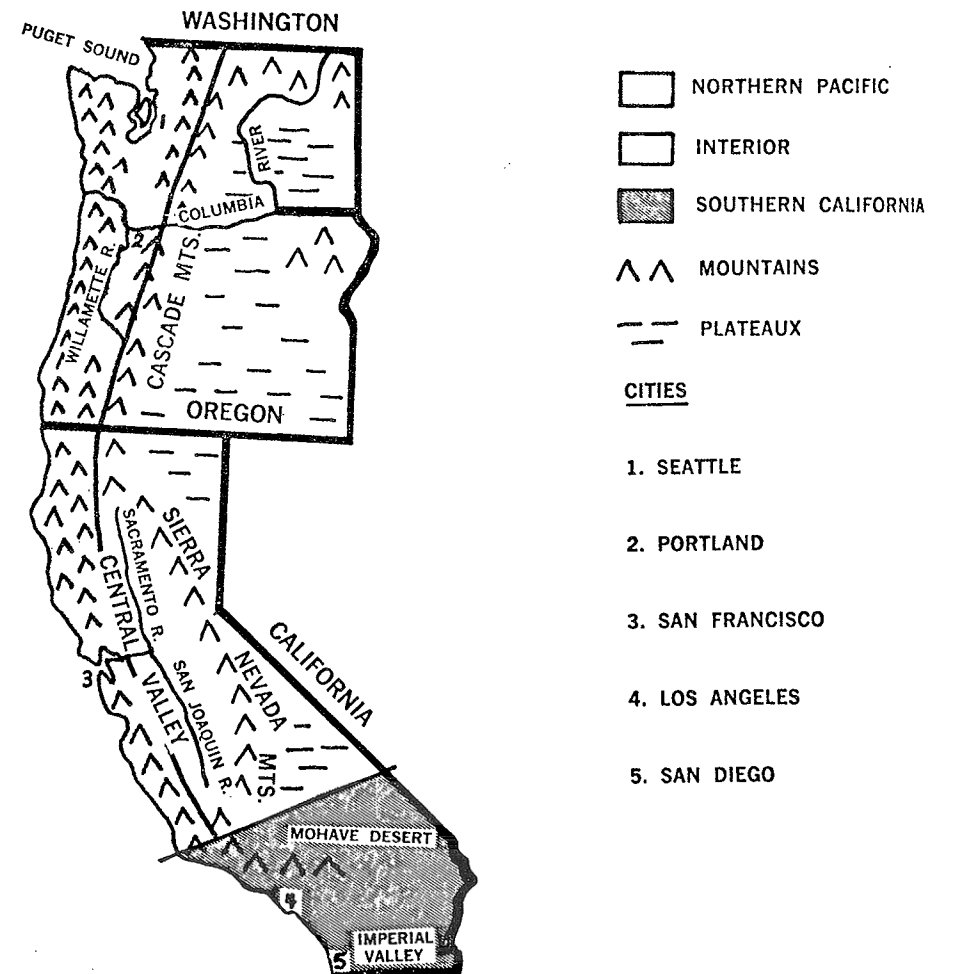 WASHINGTON
PUGET SOUND
1
RIVER
COLUMBIA
2
WILLAMETTE R.
CASCADE MTS.
OREGON
SIERRA
SACRAMENTO R.
CENTRAL
CALIFORNIA
3
VALLEY
SAN JOAQUIN R.
NEVADA
MTS.
MOHAVE DESERT
4
IMPERIAL
VALLEY
5
NORTHERN PACIFIC
INTERIOR
SOUTHERN CALIFORNIA
MOUNTAINS
PLATEAUX
CITIES
1. SEATTLE
2. PORTLAND
3. SAN FRANCISCO
4. LOS ANGELES
5. SAN DIEGO